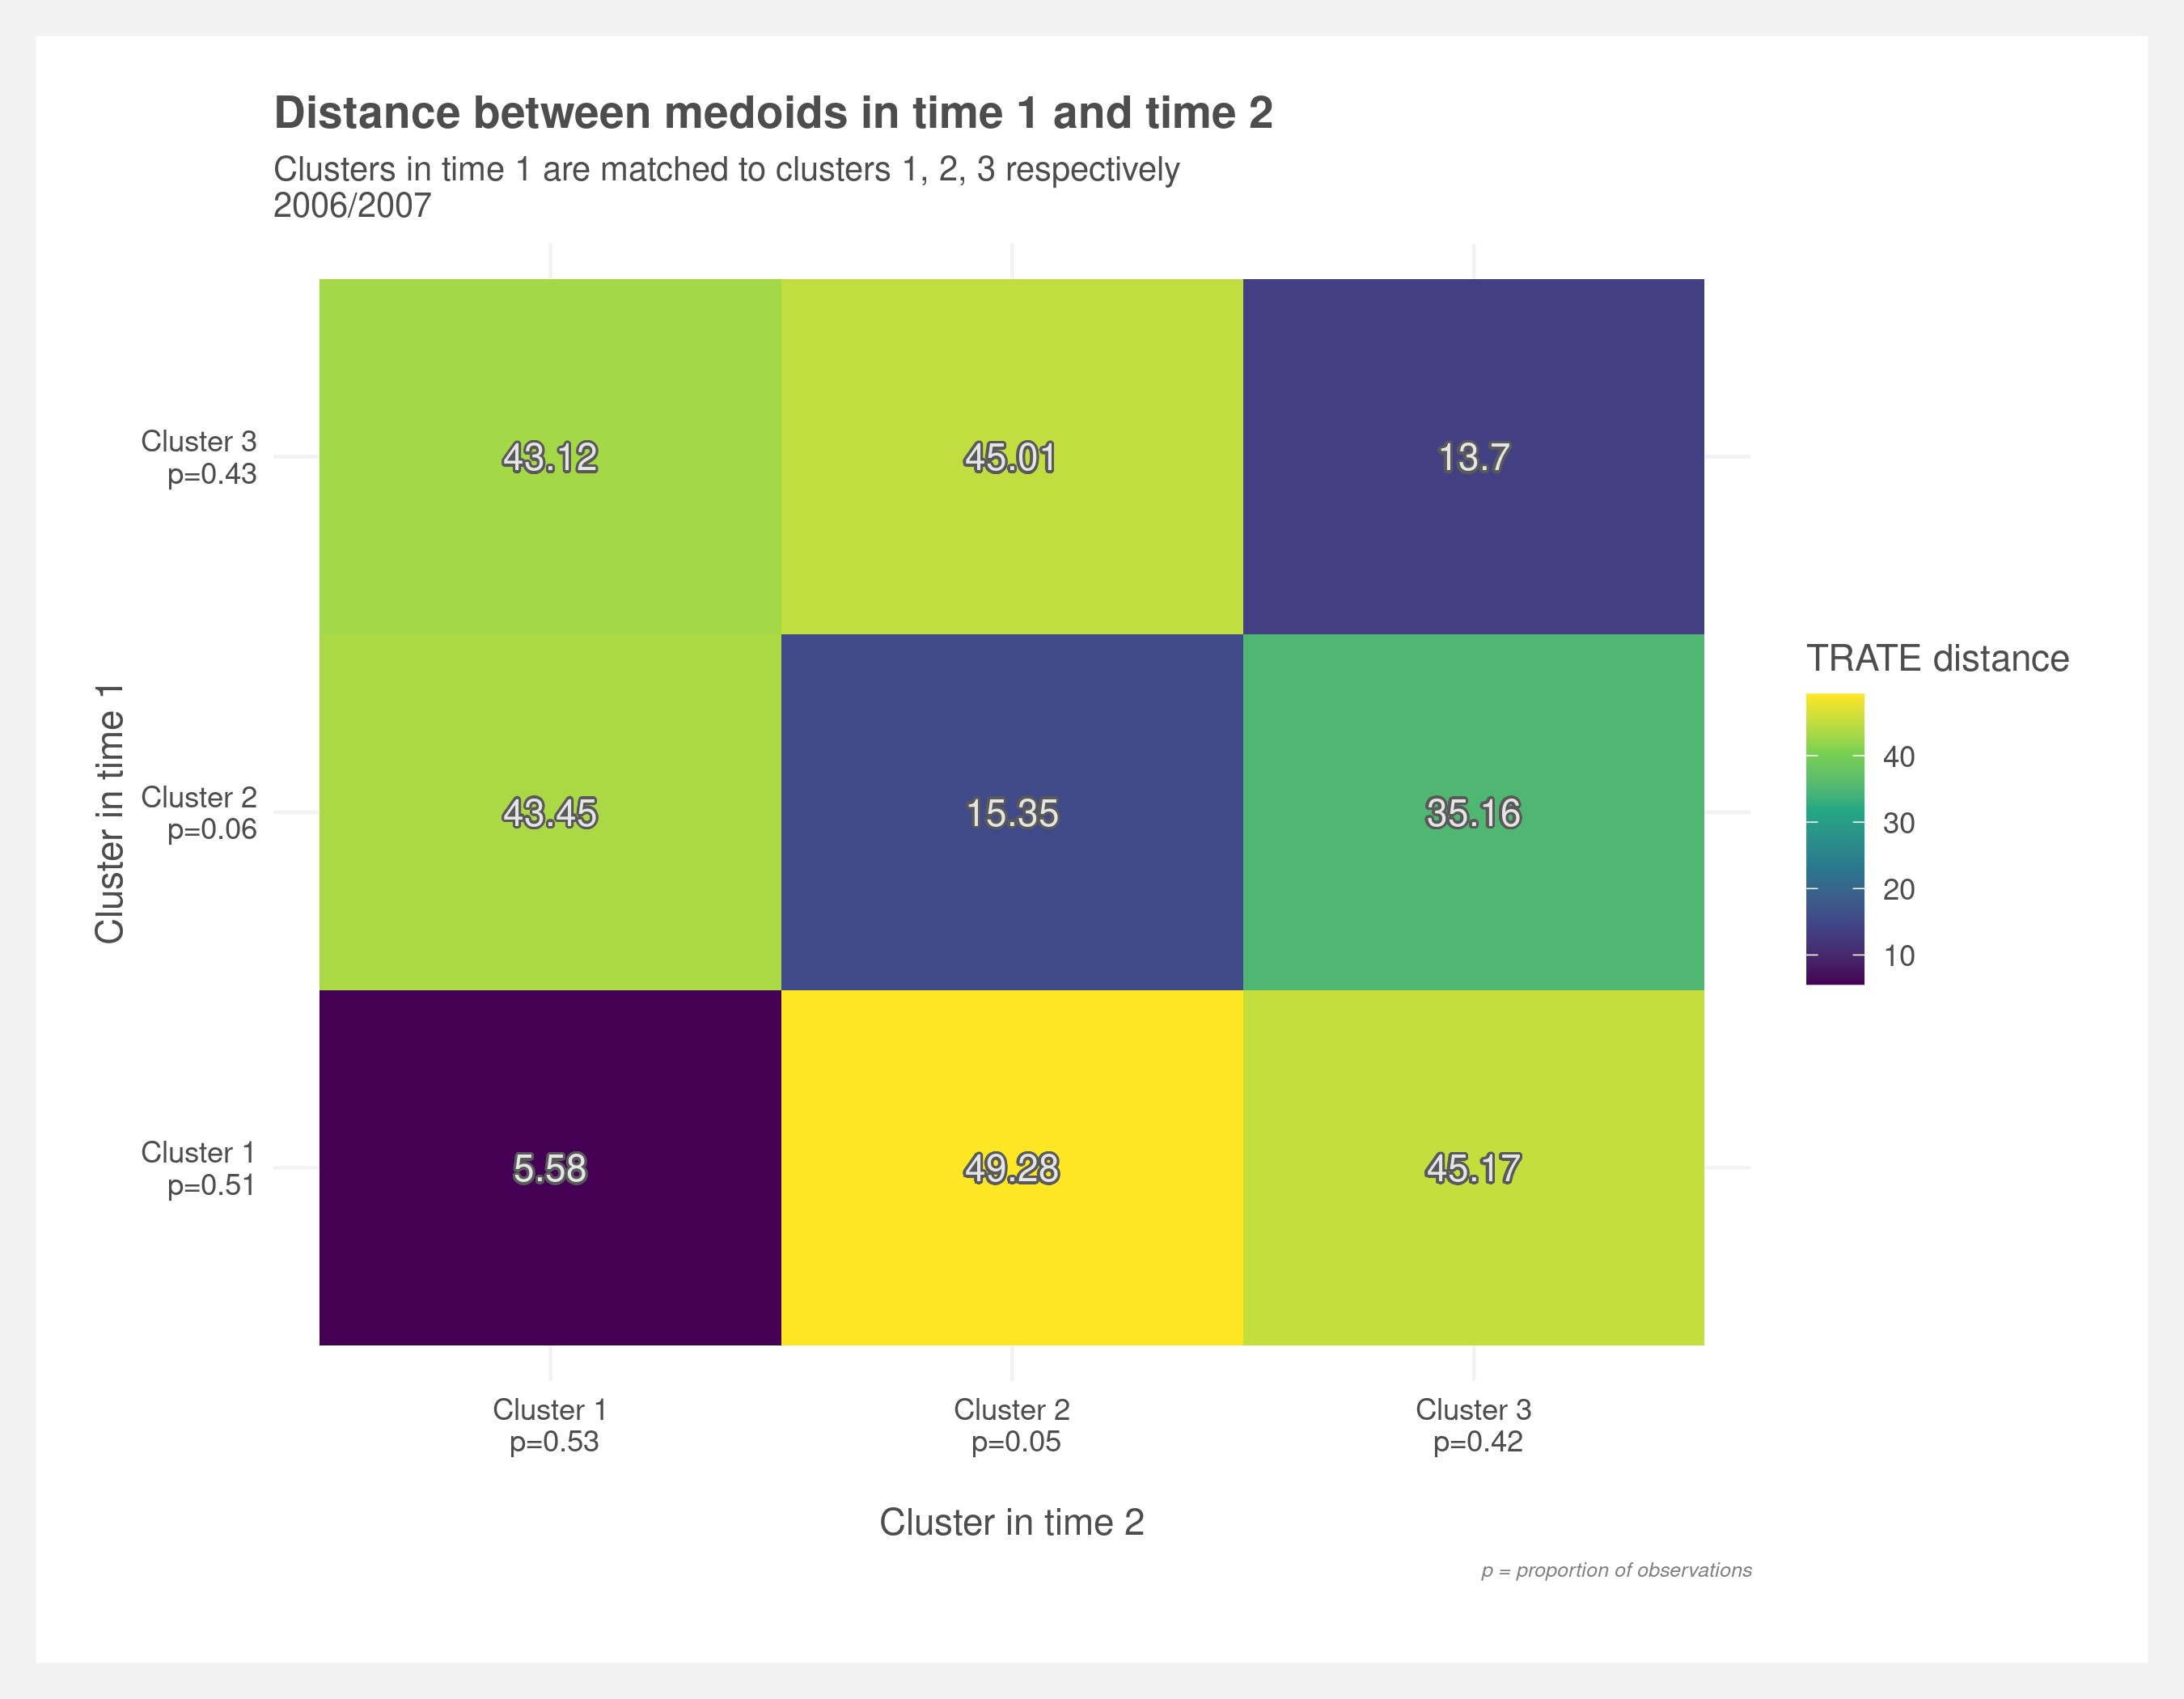 Distance between medoids in time 1 and time 2
Clusters in time 1 are matched to clusters 1, 2, 3 respectively
2006/2007
Cluster in time 1
Cluster 3
p=0.43
43.12
45.01
13.7
Cluster 2
p=0.06
43.45
15.35
35.16
Cluster 1
p=0.51
5.58
49.28
45.17
Cluster 1
p=0.53
Cluster 2
p=0.05
Cluster 3
p=0.42
Cluster in time 2
TRATE distance
40
30
20
10
p = proportion of observations